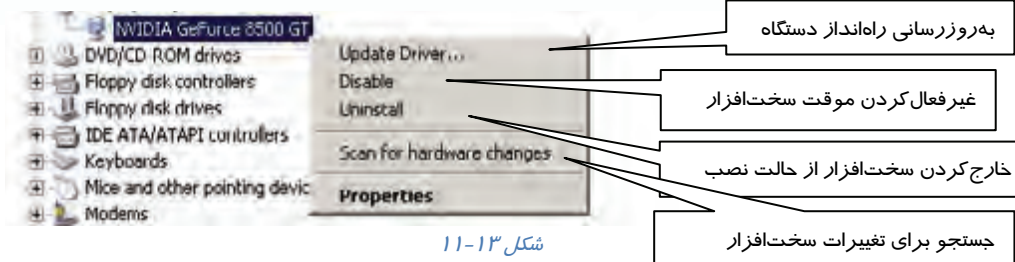 NVIDIA GeForce 8500 GT
DVD/CD-ROM drives
Floppy disk controllers
Floppy disk drives
IDE ATA/ATAPI controllers
Keyboards
Mice and other pointing devic
Modems
Update Driver...
Disable
Uninstall
Scan for hardware changes
Properties
به‌روزرسانی راه‌انداز دستگاه
غیرفعال‌کردن موقت سخت‌افزار
خارج‌کردن سخت‌افزار از حالت نصب
جستجو برای تغییرات سخت‌افزار
شکل ۱۳-۱۱